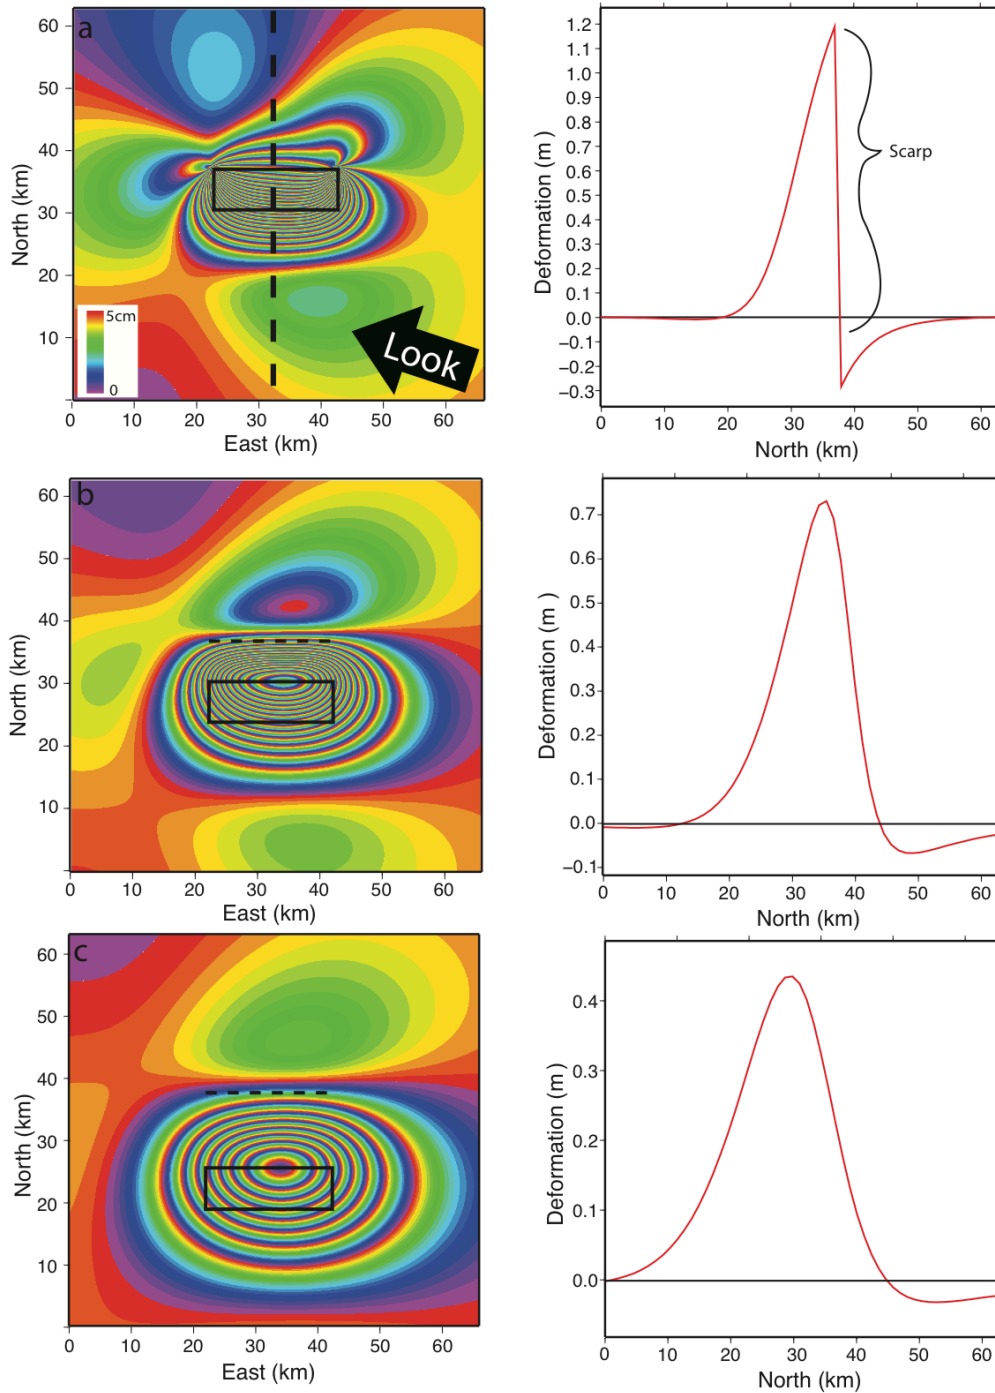 a
60
50
40
30
20
10
North (km)
5cm
0
Look
0 10 20 30 40 50 60
East (km)
1.2
1.1
1.0
0.9
0.8
0.7
0.6
0.5
0.4
0.3
0.2
0.1
0.0
−0.1
−0.2
−0.3
Deformation (m)
Scarp
0 10 20 30 40 50 60
North (km)
b
60
50
40
30
20
10
North (km)
0 10 20 30 40 50 60
East (km)
0.7
0.6
0.5
0.4
0.3
0.2
0.1
0.0
−0.1
Deformation (m )
0 10 20 30 40 50 60
North (km)
c
60
50
40
30
20
10
North (km)
0 10 20 30 40 50 60
East (km)
0.4
0.3
0.2
0.1
0.0
Deformation (m )
0 10 20 30 40 50 60
North (km)